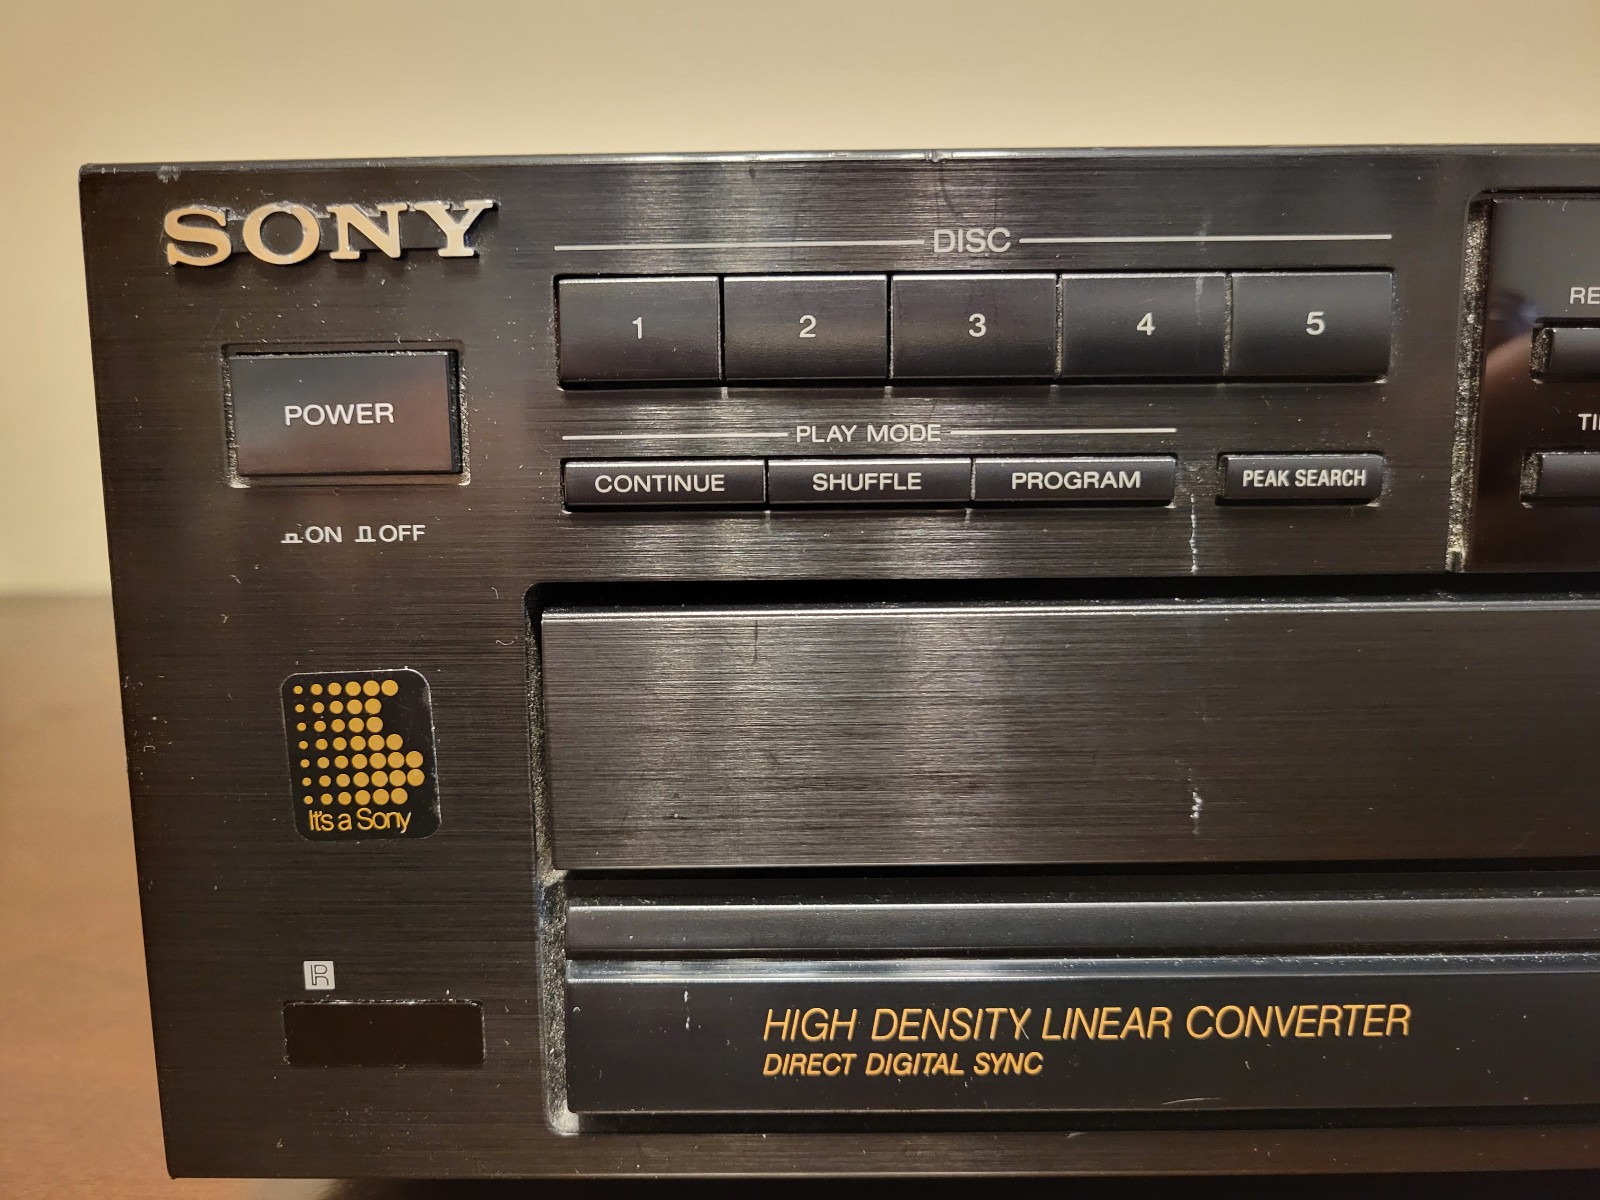 SONY
DISC
1 2 3 4 5
POWER
PLAY MODE
CONTINUE SHUFFLE PROGRAM PEAK SEARCH
ON OFF
It's a Sony
R
HIGH DENSITY LINEAR CONVERTER
DIRECT DIGITAL SYNC